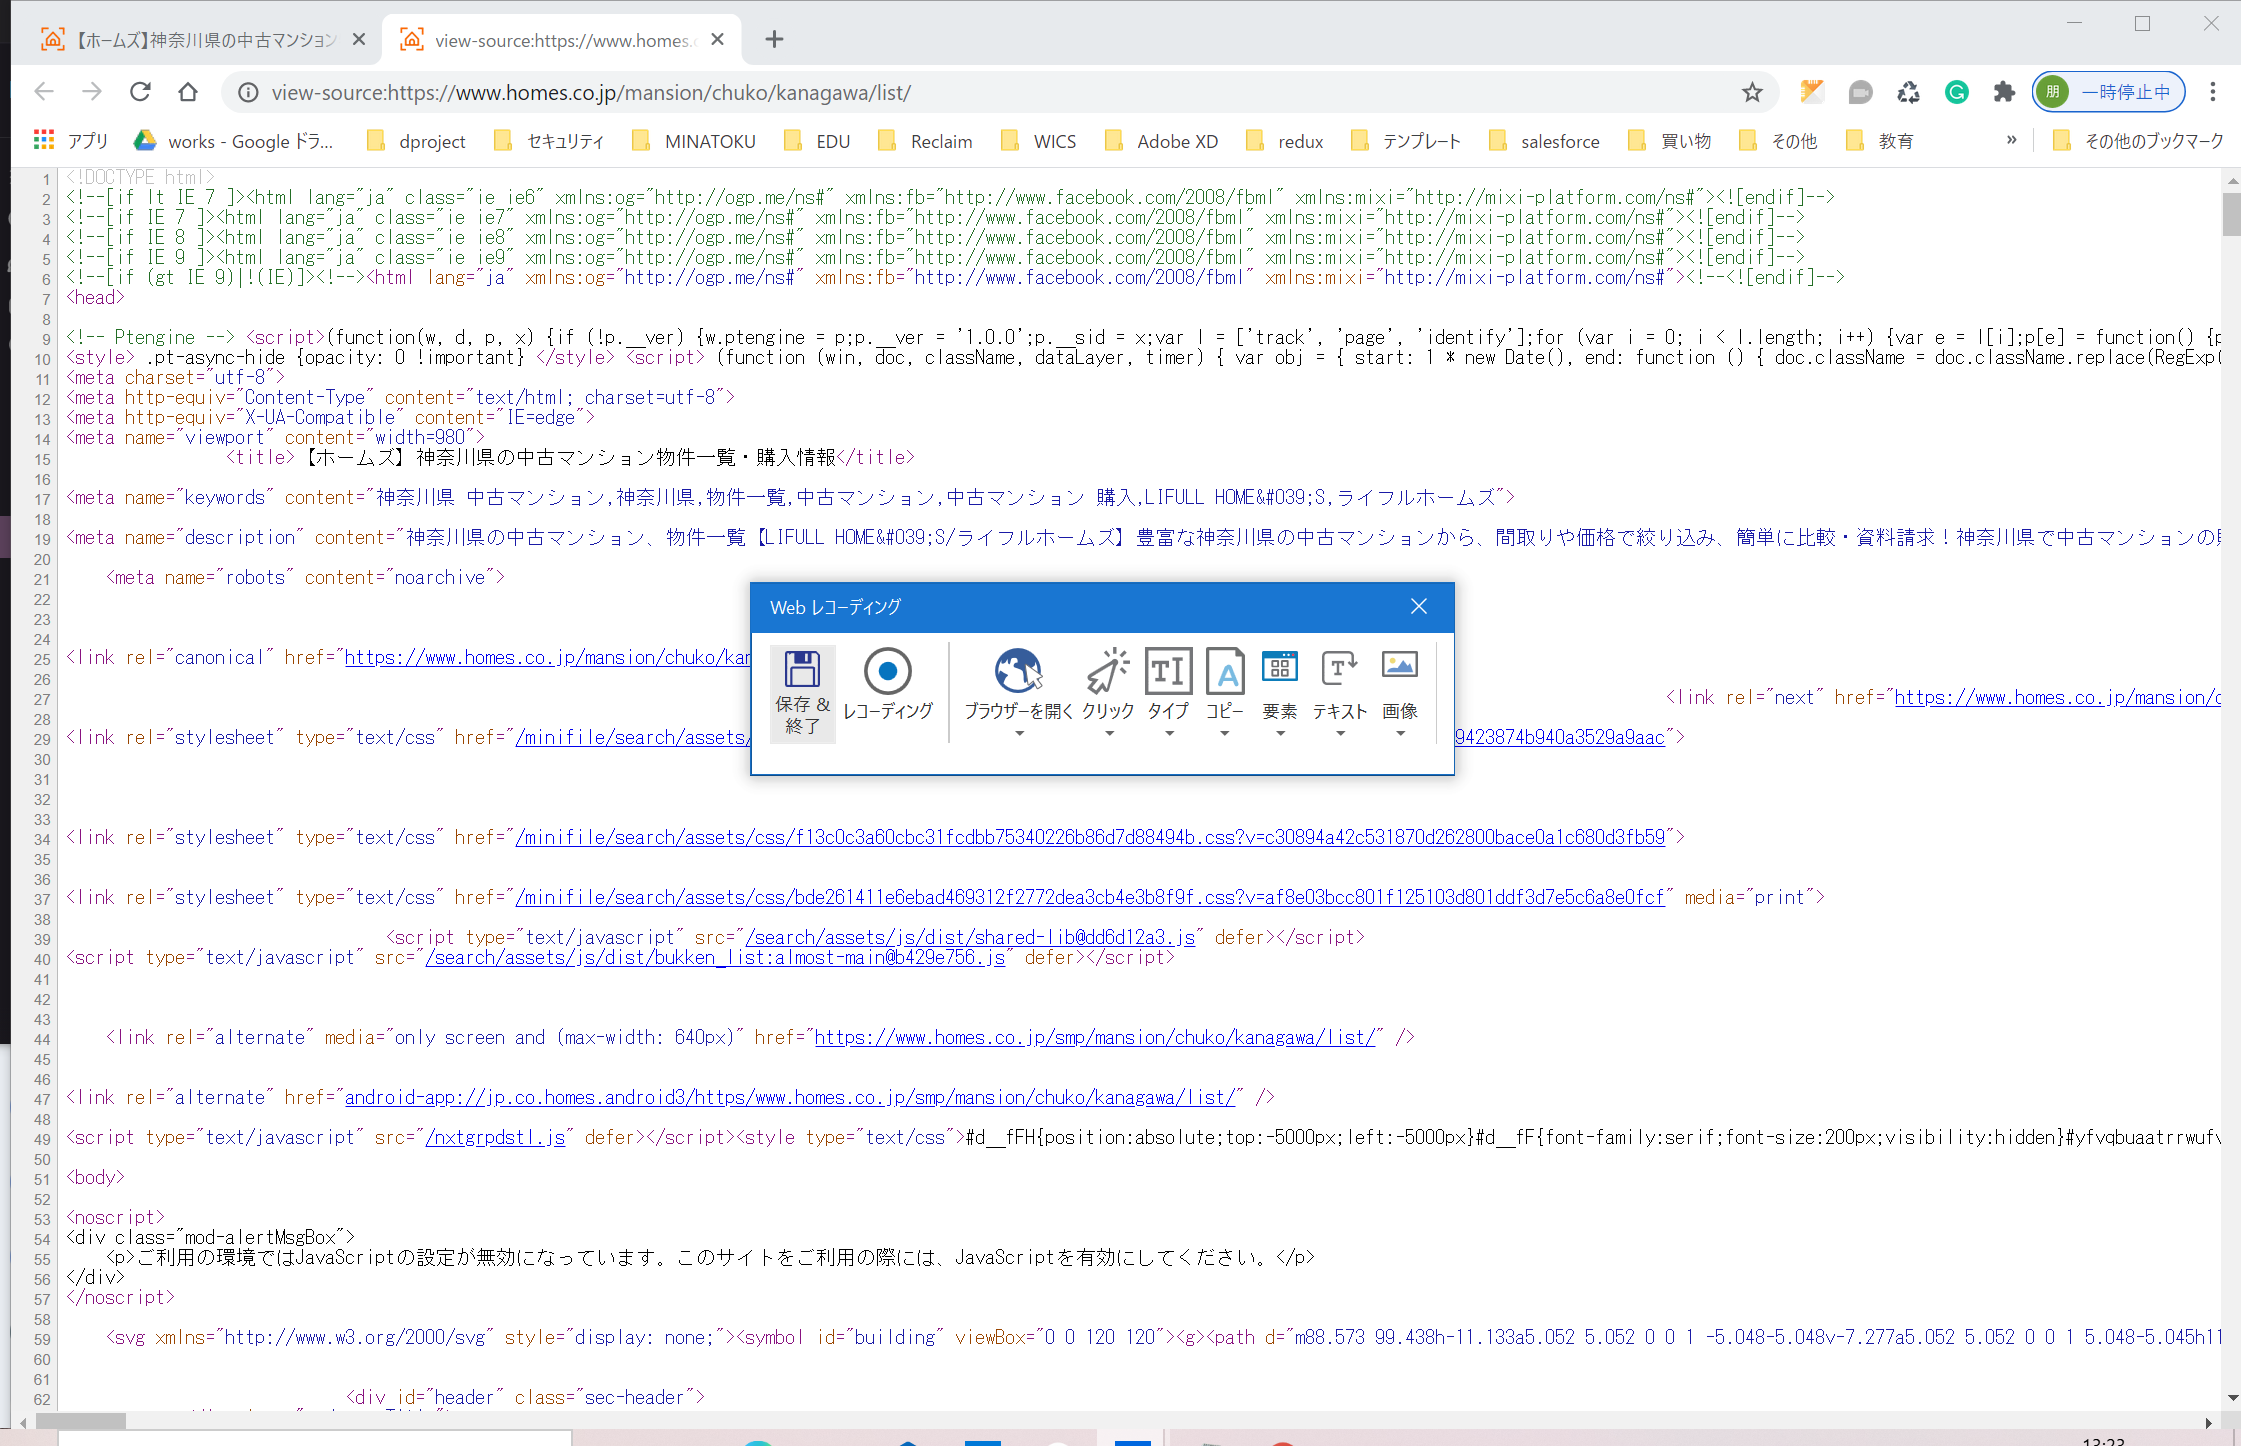 【ホームズ】神奈川県の中古マンション
view-source:https://www.homes.c
view-source:https://www.homes.co.jp/mansion/chuko/kanagawa/list/
朋 一時停止中
アプリ works - Google ドラ... dproject セキュリティ MINATOKU EDU Reclaim WICS Adobe XD redux テンプレート salesforce 買い物 その他 教育 » その他のブックマーク
1 <!DOCTYPE html>
2 <!--[if lt IE 7 ]><html lang="ja" class="ie ie6" xmlns:og="http://ogp.me/ns#" xmlns:fb="http://www.facebook.com/2008/fbml" xmlns:mixi="http://mixi-platform.com/ns#"><![endif]-->
3 <!--[if IE 7 ]><html lang="ja" class="ie ie7" xmlns:og="http://ogp.me/ns#" xmlns:fb="http://www.facebook.com/2008/fbml" xmlns:mixi="http://mixi-platform.com/ns#"><![endif]-->
4 <!--[if IE 8 ]><html lang="ja" class="ie ie8" xmlns:og="http://ogp.me/ns#" xmlns:fb="http://www.facebook.com/2008/fbml" xmlns:mixi="http://mixi-platform.com/ns#"><![endif]-->
5 <!--[if IE 9 ]><html lang="ja" class="ie ie9" xmlns:og="http://ogp.me/ns#" xmlns:fb="http://www.facebook.com/2008/fbml" xmlns:mixi="http://mixi-platform.com/ns#"><![endif]-->
6 <!--[if (gt IE 9)|!(IE)]><!--><html lang="ja" xmlns:og="http://ogp.me/ns#" xmlns:fb="http://www.facebook.com/2008/fbml" xmlns:mixi="http://mixi-platform.com/ns#"><!--<![endif]-->
7 <head>
8
9 <!-- Ptengine --> <script>(function(w, d, p, x) {if (!p.__ver) {w.ptengine = p;p.__ver = '1.0.0';p.__sid = x;var l = ['track', 'page', 'identify'];for (var i = 0; i < l.length; i++) {var e = l[i];p[e] = function() {p
10 <style> .pt-async-hide {opacity: 0 !important} </style> <script> (function (win, doc, className, dataLayer, timer) { var obj = { start: 1 * new Date(), end: function () { doc.className = doc.className.replace(RegExp(
11 <meta charset="utf-8">
12 <meta http-equiv="Content-Type" content="text/html; charset=utf-8">
13 <meta http-equiv="X-UA-Compatible" content="IE=edge">
14 <meta name="viewport" content="width=980">
15 <title>【ホームズ】神奈川県の中古マンション物件一覧・購入情報</title>
16
17 <meta name="keywords" content="神奈川県 中古マンション,神奈川県,物件一覧,中古マンション,中古マンション 購入,LIFULL HOME&#039;S,ライフルホームズ">
18
19 <meta name="description" content="神奈川県の中古マンション、物件一覧【LIFULL HOME&#039;S/ライフルホームズ】豊富な神奈川県の中古マンションから、間取りや価格で絞り込み、簡単に比較・資料請求！神奈川県で中古マンションの
20
21 <meta name="robots" content="noarchive">
22
23
24
25 <link rel="canonical" href="https://www.homes.co.jp/mansion/chuko/kan
26
27 <link rel="next" href="https://www.homes.co.jp/mansion/c
28
29 <link rel="stylesheet" type="text/css" href="/minifile/search/assets/ 9423874b940a3529a9aac">
30
31
32
33
34 <link rel="stylesheet" type="text/css" href="/minifile/search/assets/css/f13c0c3a60cbc31fcdbb75340226b86d7d88494b.css?v=c30894a42c531870d262800bace0a1c680d3fb59">
35
36
37 <link rel="stylesheet" type="text/css" href="/minifile/search/assets/css/bde261411e6ebad469312f2772dea3cb4e3b8f9f.css?v=af8e03bcc801f125103d801ddf3d7e5c6a8e0fcf" media="print">
38
39 <script type="text/javascript" src="/search/assets/js/dist/shared-lib@dd6d12a3.js" defer></script>
40 <script type="text/javascript" src="/search/assets/js/dist/bukken_list:almost-main@b429e756.js" defer></script>
41
42
43
44 <link rel="alternate" media="only screen and (max-width: 640px)" href="https://www.homes.co.jp/smp/mansion/chuko/kanagawa/list/" />
45
46
47 <link rel="alternate" href="android-app://jp.co.homes.android3/https/www.homes.co.jp/smp/mansion/chuko/kanagawa/list/" />
48
49 <script type="text/javascript" src="/nxtgrpdstl.js" defer></script><style type="text/css">#d__fFH{position:absolute;top:-5000px;left:-5000px}#d__fF{font-family:serif;font-size:200px;visibility:hidden}#yfvqbuaatrrwufv
50
51 <body>
52
53 <noscript>
54 <div class="mod-alertMsgBox">
55 <p>ご利用の環境ではJavaScriptの設定が無効になっています。このサイトをご利用の際には、JavaScriptを有効にしてください。</p>
56 </div>
57 </noscript>
58
59 <svg xmlns="http://www.w3.org/2000/svg" style="display: none;"><symbol id="building" viewBox="0 0 120 120"><g><path d="m88.573 99.438h-11.133a5.052 5.052 0 0 1 -5.048-5.048v-7.277a5.052 5.052 0 0 1 5.048-5.045h11
60
61
62 <div id="header" class="sec-header">
Web レコーディング
保存 & 終了 レコーディング ブラウザーを開く クリック タイプ コピー 要素 テキスト 画像